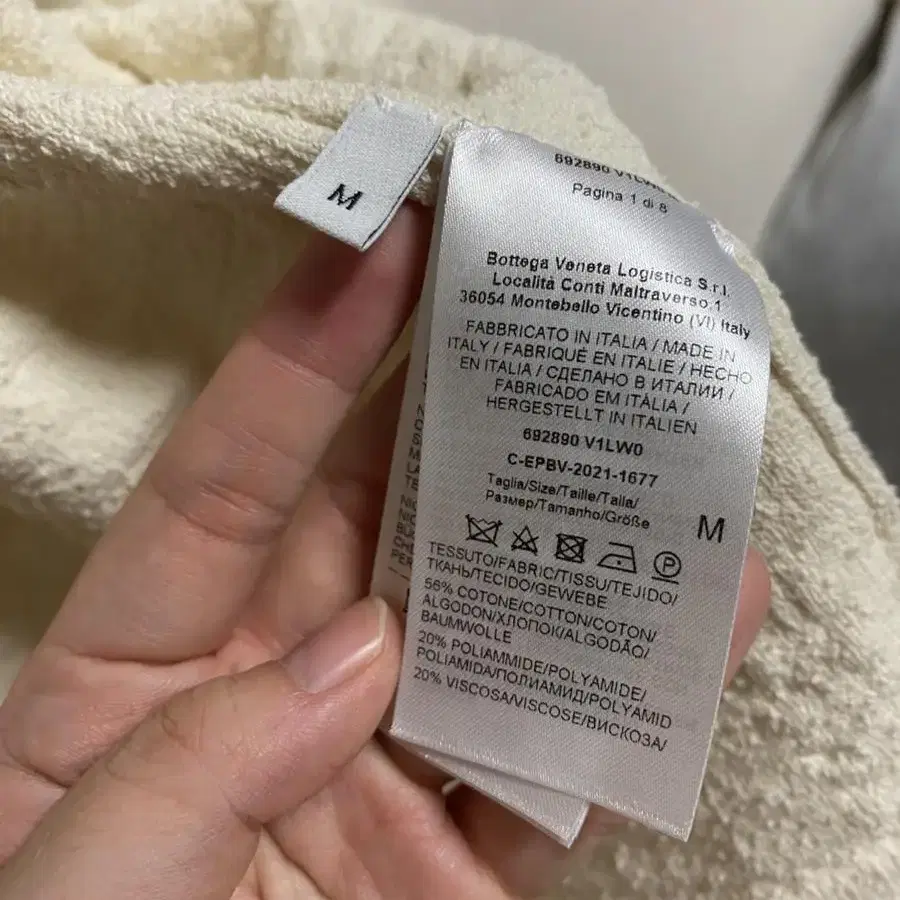 M
692890 V1LW0
Pagina 1 di 8
Bottega Veneta Logistica S.r.l.
Località Conti Maltraverso 1
36054 Montebello Vicentino (VI) Italy
FABBRICATO IN ITALIA / MADE IN
ITALY / FABRIQUÉ EN ITALIE / HECHO
EN ITALIA / СДЕЛАНО В ИТАЛИИ /
FABRICADO EM ITÀLIA /
HERGESTELLT IN ITALIEN
692890 V1LW0
C-EPBV-2021-1677
Taglia/Size/Taille/Talla/
Размер/Tamanho/Größe
M
P
TESSUTO/FABRIC/TISSU/TEJIDO/
ТКАНЬ/TECIDO/GEWEBE
56% COTONE/COTTON/COTON/
ALGODON/ХЛОПОК/ALGODÃO/
BAUMWOLLE
20% POLIAMMIDE/POLYAMIDE/
POLIAMIDA/ПОЛИАМИД/POLYAMID
20% VISCOSA/VISCOSE/ВИСКОЗА/